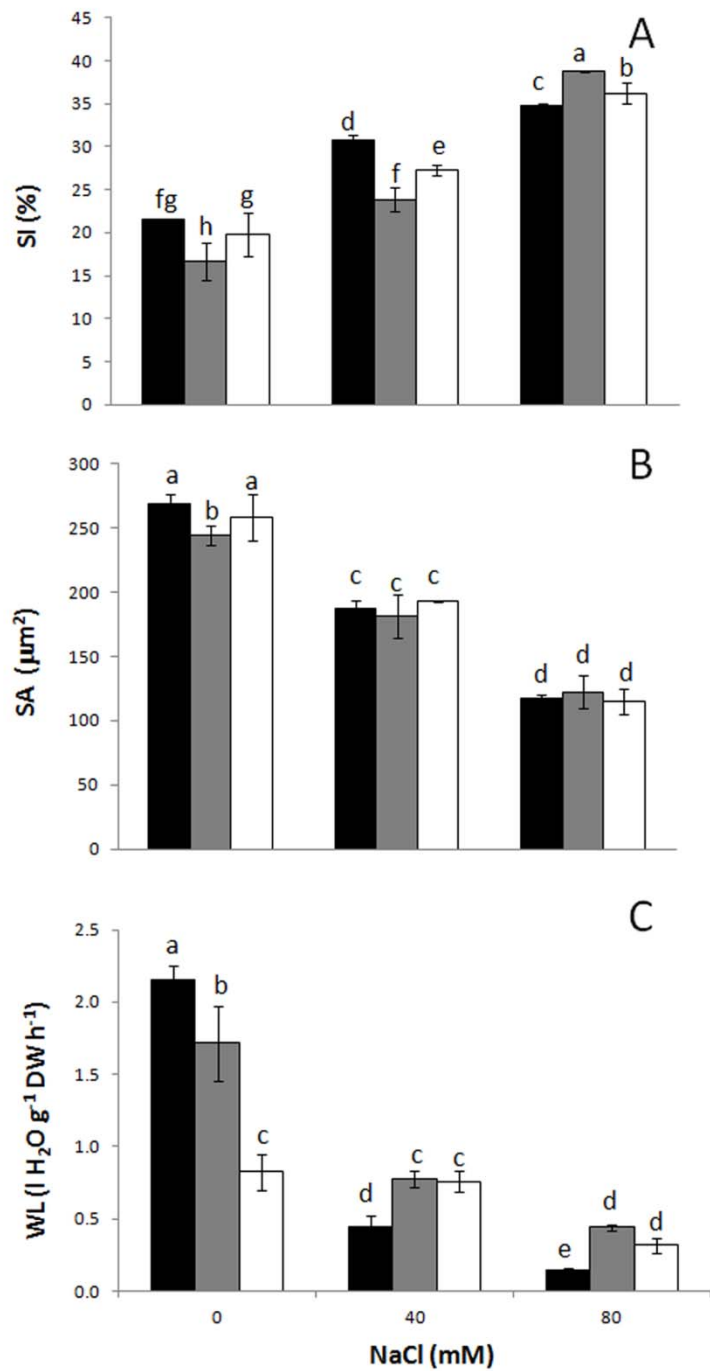 A
45
40
35
30
25
20
15
10
5
0
SI (%)
fg
h
g
d
f
e
c
a
b
B
300
250
200
150
100
50
0
SA (µm²)
a
b
a
c
c
c
d
d
d
C
2.5
2.0
1.5
1.0
0.5
0.0
WL (l H₂O g⁻¹ DW h⁻¹)
a
b
c
d
c
c
e
d
d
0
40
80
NaCl (mM)